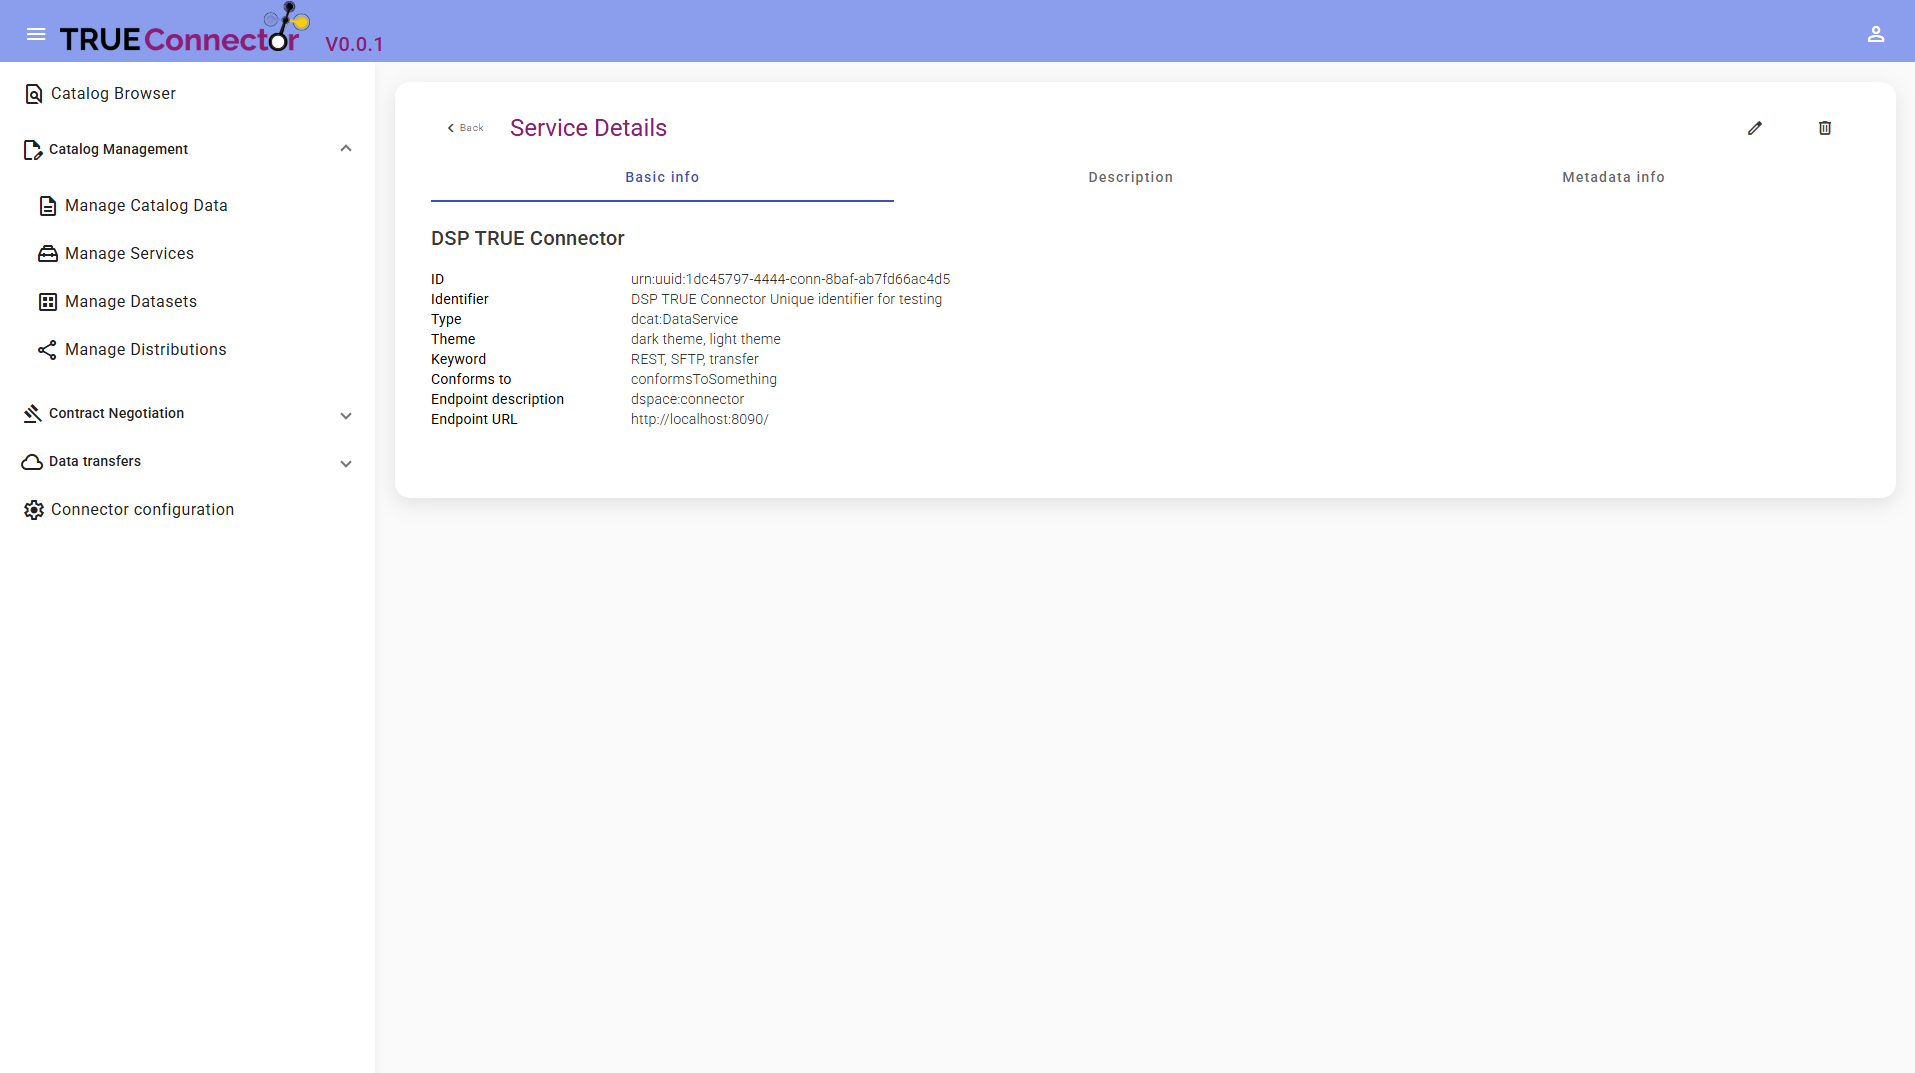 TRUE Connector V0.0.1
Catalog Browser
Catalog Management
Manage Catalog Data
Manage Services
Manage Datasets
Manage Distributions
Contract Negotiation
Data transfers
Connector configuration
Back Service Details
Basic info Description Metadata info
DSP TRUE Connector
ID urn:uuid:1dc45797-4444-conn-8baf-ab7fd66ac4d5
Identifier DSP TRUE Connector Unique identifier for testing
Type dcat:DataService
Theme dark theme, light theme
Keyword REST, SFTP, transfer
Conforms to conformsToSomething
Endpoint description dspace:connector
Endpoint URL http://localhost:8090/